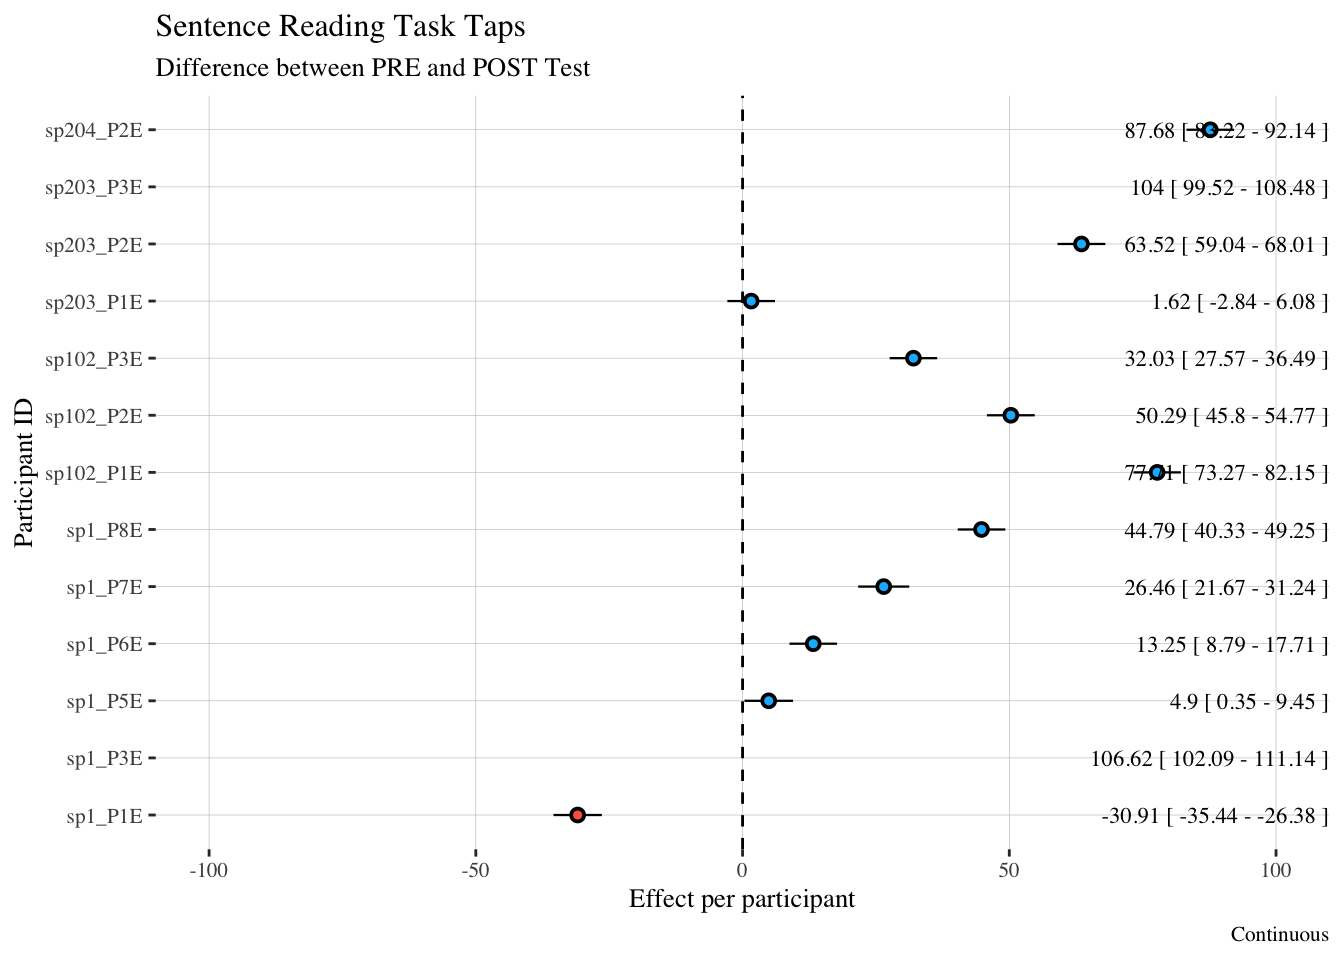 Sentence Reading Task Taps
Difference between PRE and POST Test
Participant ID
sp204_P2E 87.68 [ 83.22 - 92.14 ]
sp203_P3E 104 [ 99.52 - 108.48 ]
sp203_P2E 63.52 [ 59.04 - 68.01 ]
sp203_P1E 1.62 [ -2.84 - 6.08 ]
sp102_P3E 32.03 [ 27.57 - 36.49 ]
sp102_P2E 50.29 [ 45.8 - 54.77 ]
sp102_P1E 77.71 [ 73.27 - 82.15 ]
sp1_P8E 44.79 [ 40.33 - 49.25 ]
sp1_P7E 26.46 [ 21.67 - 31.24 ]
sp1_P6E 13.25 [ 8.79 - 17.71 ]
sp1_P5E 4.9 [ 0.35 - 9.45 ]
sp1_P3E 106.62 [ 102.09 - 111.14 ]
sp1_P1E -30.91 [ -35.44 - -26.38 ]
-100 -50 0 50 100
Effect per participant
Continuous